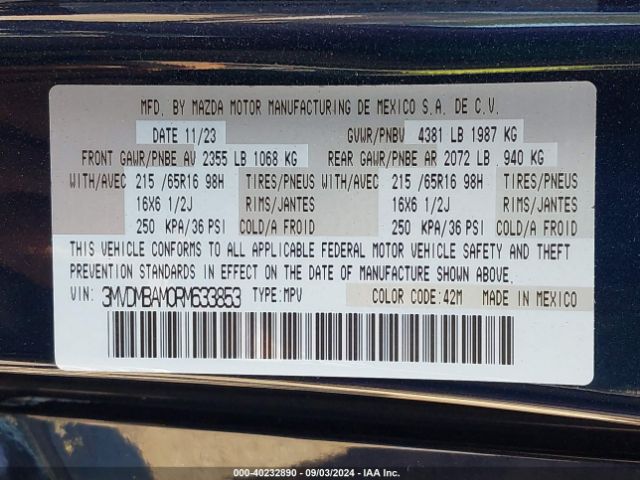 MFD. BY MAZDA MOTOR MANUFACTURING DE MEXICO S.A. DE C.V.
DATE 11/23 GVWR/PNBV 4381 LB 1987 KG
FRONT GAWR/PNBE AV 2355 LB 1068 KG REAR GAWR/PNBE AR 2072 LB 940 KG
WITH/AVEC 215 /65R16 98H TIRES/PNEUS WITH/AVEC 215 /65R16 98H TIRES/PNEUS
16X6 1/2J RIMS/JANTES 16X6 1/2J RIMS/JANTES
250 KPA/36 PSI COLD/A FROID 250 KPA/36 PSI COLD/A FROID
THIS VEHICLE CONFORMS TO ALL APPLICABLE FEDERAL MOTOR VEHICLE SAFETY AND THEFT
PREVENTION STANDARDS IN EFFECT ON THE DATE OF MANUFACTURE SHOWN ABOVE.
VIN: 3MVDMBAM0RM633853 TYPE:MPV COLOR CODE:42M MADE IN MEXICO
000-40232890 - 09/03/2024 - IAA Inc.